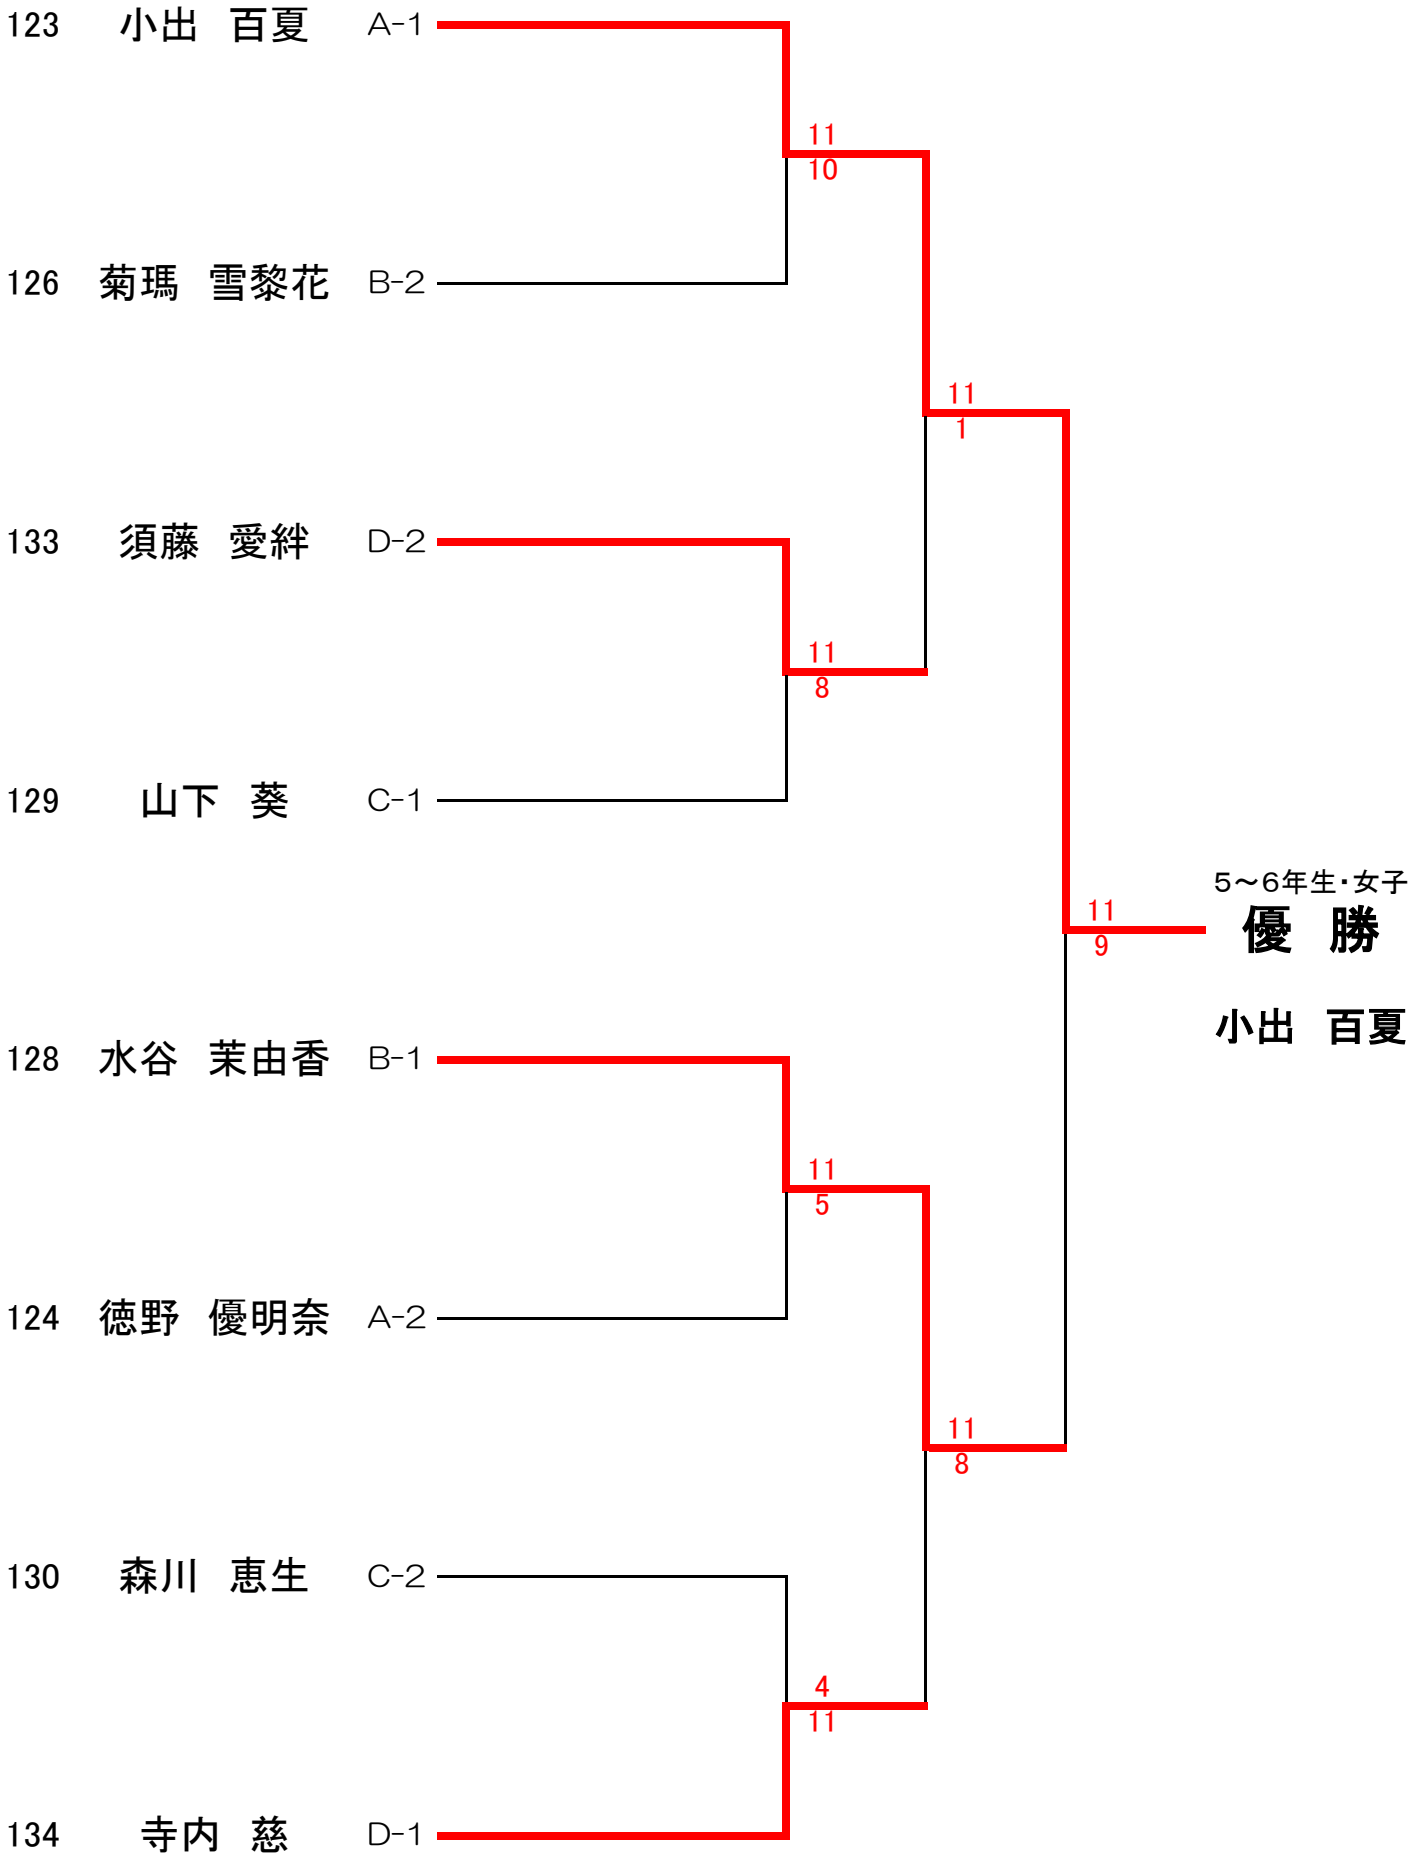 123 小出　百夏 A-1
11
10
126 菊瑪　雪黎花 B-2
11
1
133 須藤　愛絆 D-2
11
8
129 山下　葵 C-1
5～6年生・女子
11
優　勝
9
小出　百夏
128 水谷　茉由香 B-1
11
5
124 徳野　優明奈 A-2
11
8
130 森川　恵生 C-2
4
11
134 寺内　慈 D-1